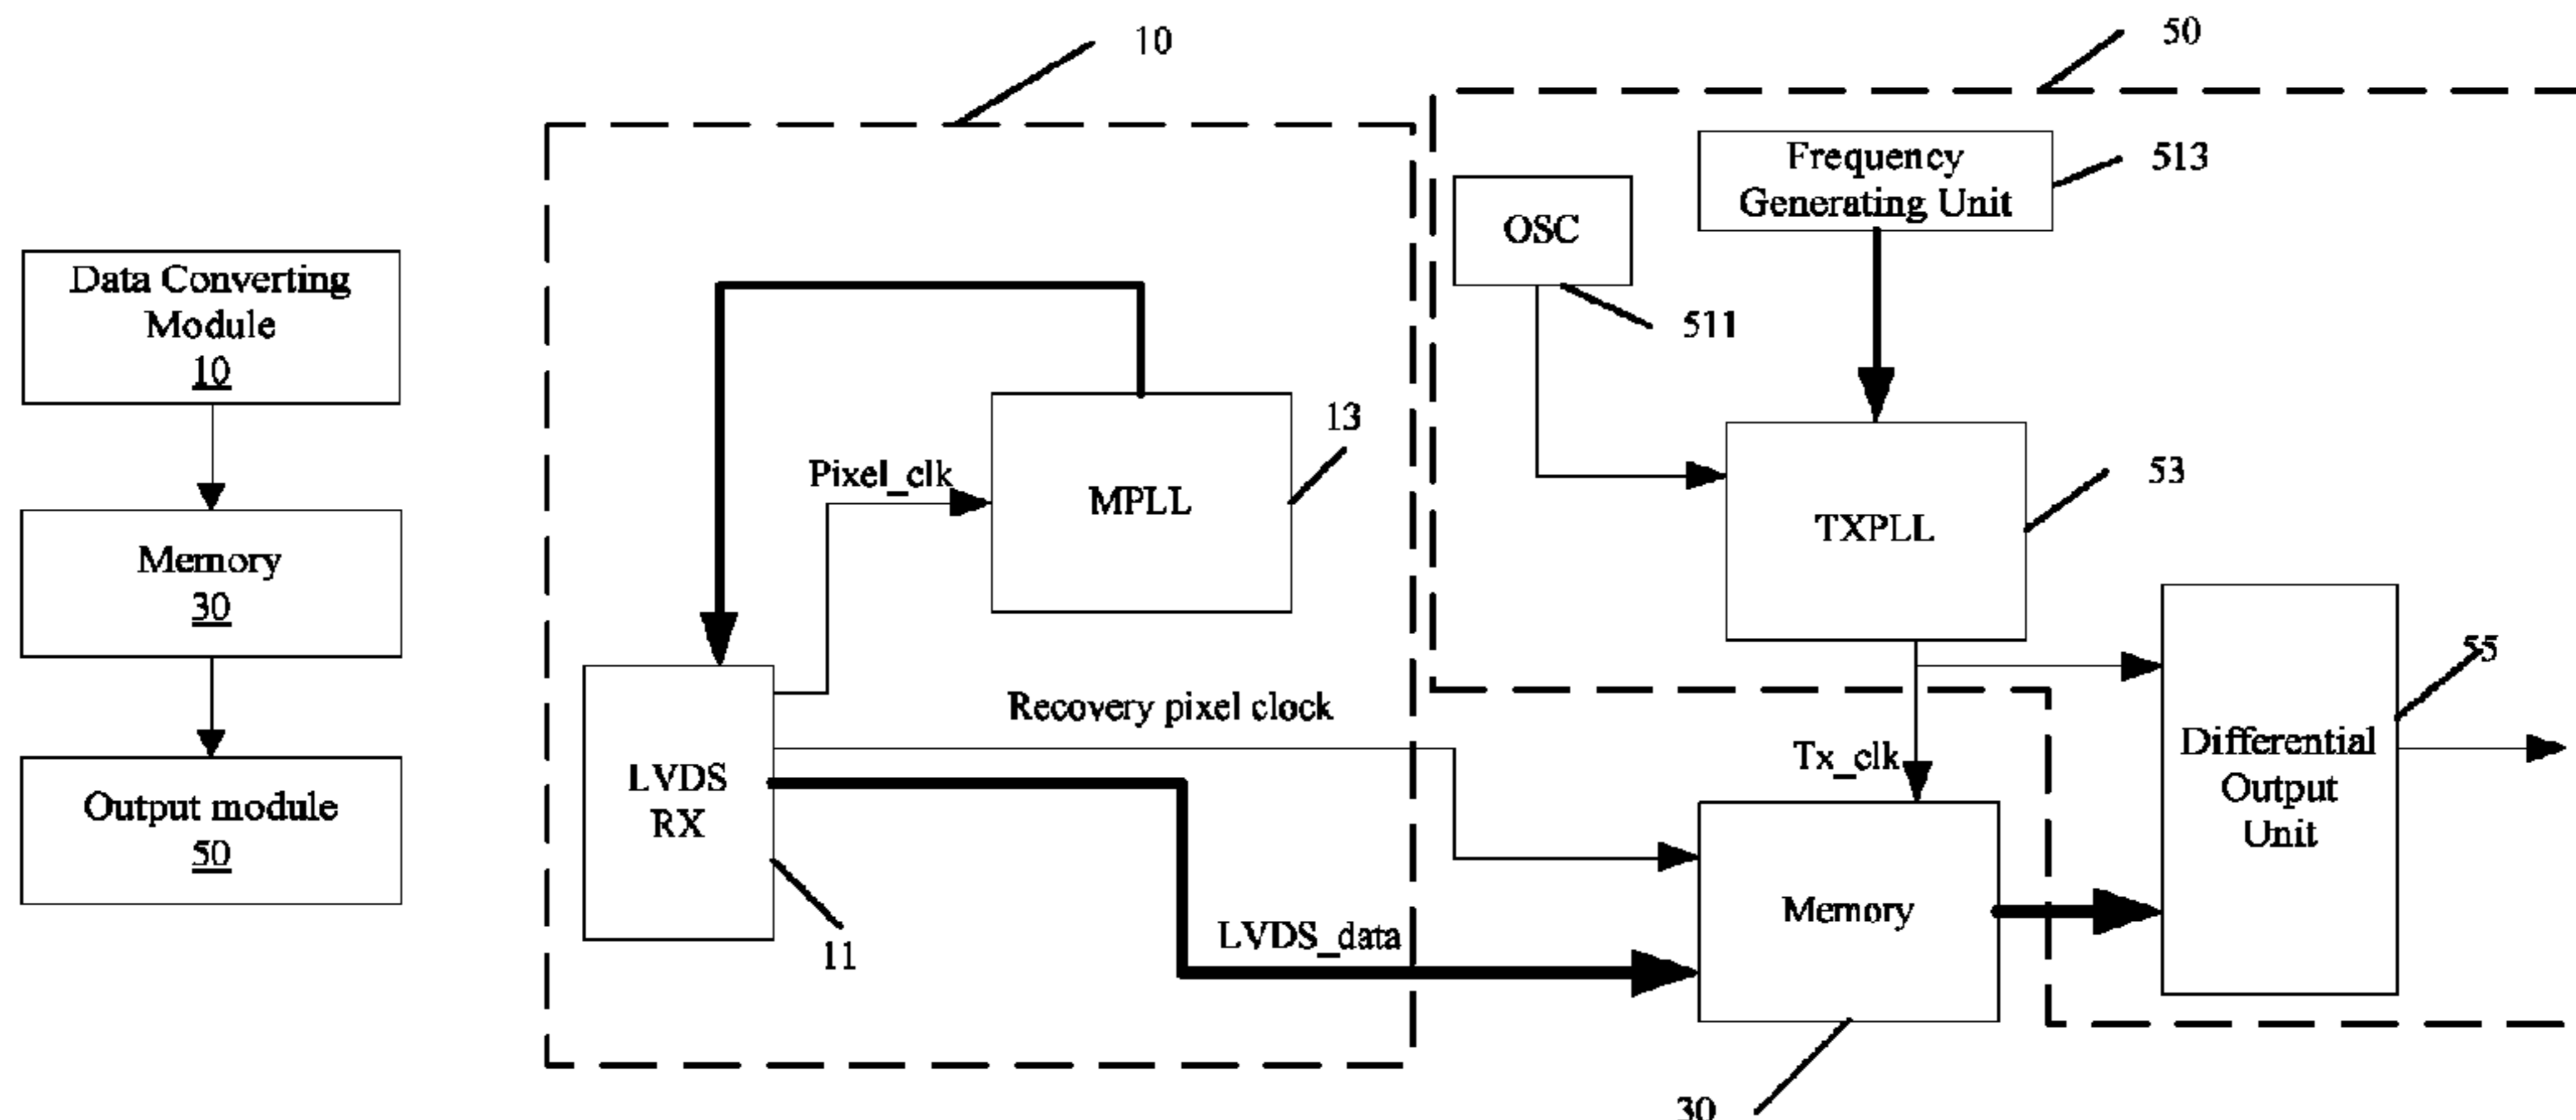 Data Converting
Module
10
Memory
30
Output module
50
10
Pixel_clk
MPLL
13
Recovery pixel clock
LVDS
RX
11
LVDS_data
50
Frequency
Generating Unit
513
OSC
511
TXPLL
53
Tx_clk
Memory
30
Differential
Output
Unit
55